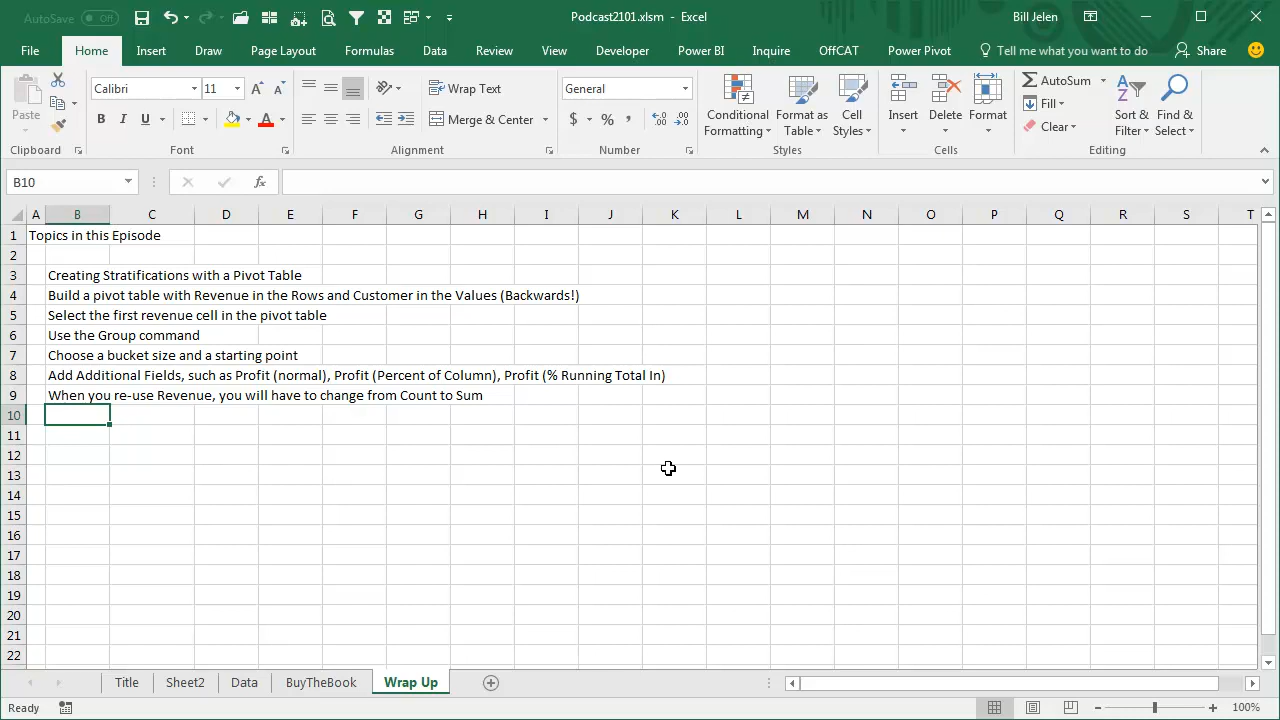 AutoSave Off
Podcast2101.xlsm - Excel
Bill Jelen
File Home Insert Draw Page Layout Formulas Data Review View Developer Power BI Inquire OffCAT Power Pivot Tell me what you want to do Share
Calibri 11 Wrap Text General AutoSum
Paste Conditional Formatting Format as Table Cell Styles Insert Delete Format Fill Sort & Filter Find & Select
B I U A Merge & Center $ % , Clear
Clipboard Font Alignment Number Styles Cells Editing
B10 fx
A B C D E F G H I J K L M N O P Q R S T
1 Topics in this Episode
2
3 Creating Stratifications with a Pivot Table
4 Build a pivot table with Revenue in the Rows and Customer in the Values (Backwards!)
5 Select the first revenue cell in the pivot table
6 Use the Group command
7 Choose a bucket size and a starting point
8 Add Additional Fields, such as Profit (normal), Profit (Percent of Column), Profit (% Running Total In)
9 When you re-use Revenue, you will have to change from Count to Sum
10
11
12
13
14
15
16
17
18
19
20
21
22
Title Sheet2 Data BuyTheBook Wrap Up
Ready 100%